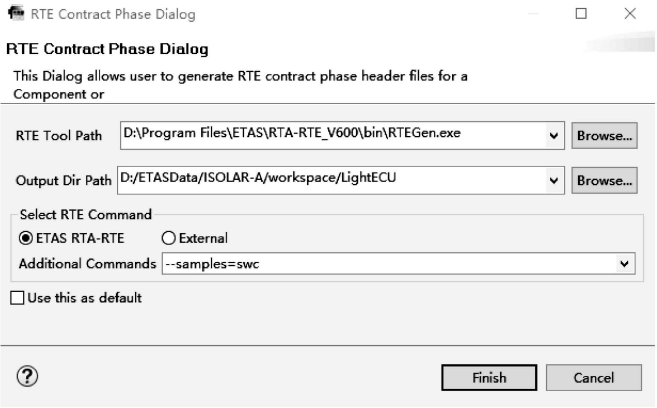 RTE Contract Phase Dialog
RTE Contract Phase Dialog
This Dialog allows user to generate RTE contract phase header files for a
Component or
RTE Tool Path D:\Program Files\ETAS\RTA-RTE_V600\bin\RTEGen.exe Browse...
Output Dir Path D:/ETASData/ISOLAR-A/workspace/LightECU Browse...
Select RTE Command
ETAS RTA-RTE External
Additional Commands --samples=swc
Use this as default
? Finish Cancel